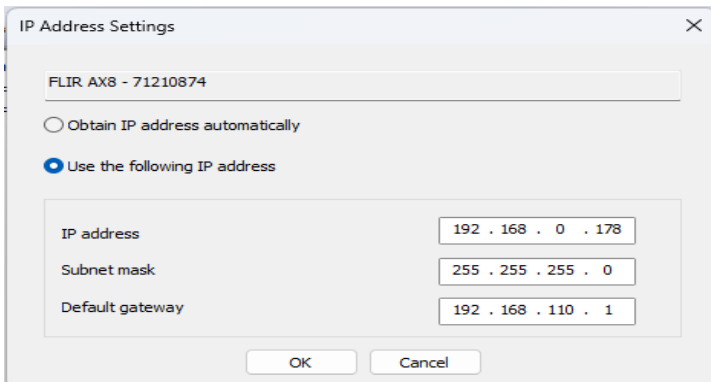 IP Address Settings
FLIR AX8 - 71210874
Obtain IP address automatically
Use the following IP address
IP address 192 . 168 . 0 . 178
Subnet mask 255 . 255 . 255 . 0
Default gateway 192 . 168 . 110 . 1
OK Cancel